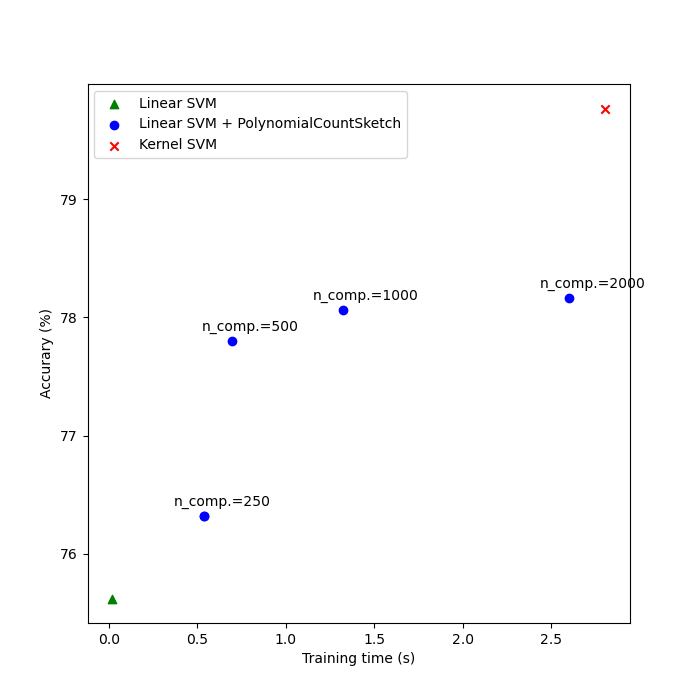 Linear SVM
Linear SVM + PolynomialCountSketch
Kernel SVM
79
78
77
76
n_comp.=2000
n_comp.=1000
n_comp.=500
n_comp.=250
Accurary (%)
0.0 0.5 1.0 1.5 2.0 2.5
Training time (s)